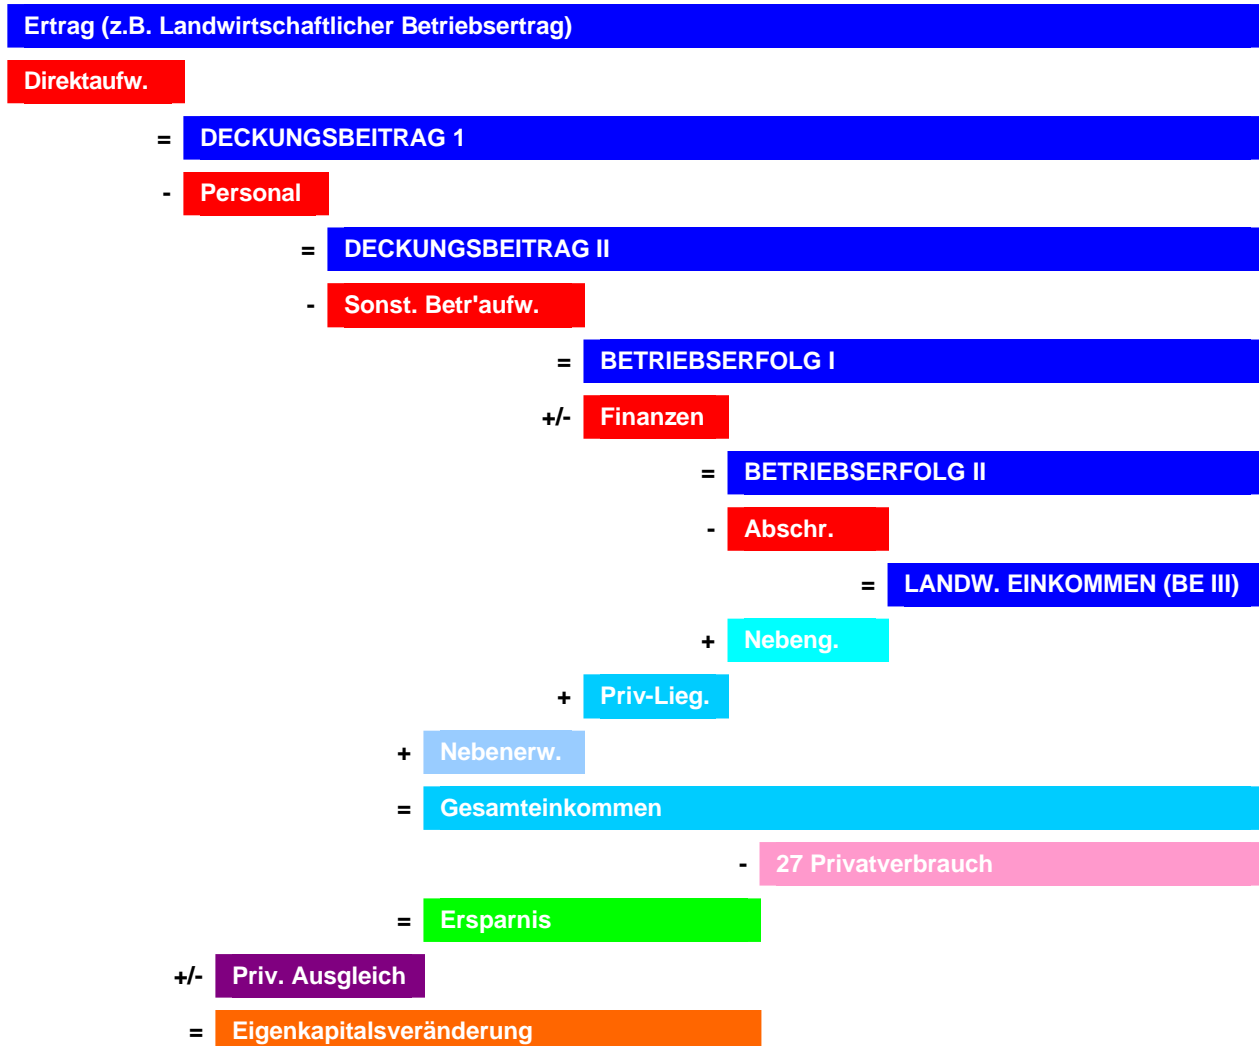 Ertrag (z.B. Landwirtschaftlicher Betriebsertrag)
Direktaufw.
= DECKUNGSBEITRAG 1
- Personal
= DECKUNGSBEITRAG II
- Sonst. Betr'aufw.
= BETRIEBSERFOLG I
+/- Finanzen
= BETRIEBSERFOLG II
- Abschr.
= LANDW. EINKOMMEN (BE III)
+ Nebeng.
+ Priv-Lieg.
+ Nebenerw.
= Gesamteinkommen
- 27 Privatverbrauch
= Ersparnis
+/- Priv. Ausgleich
= Eigenkapitalsveränderung